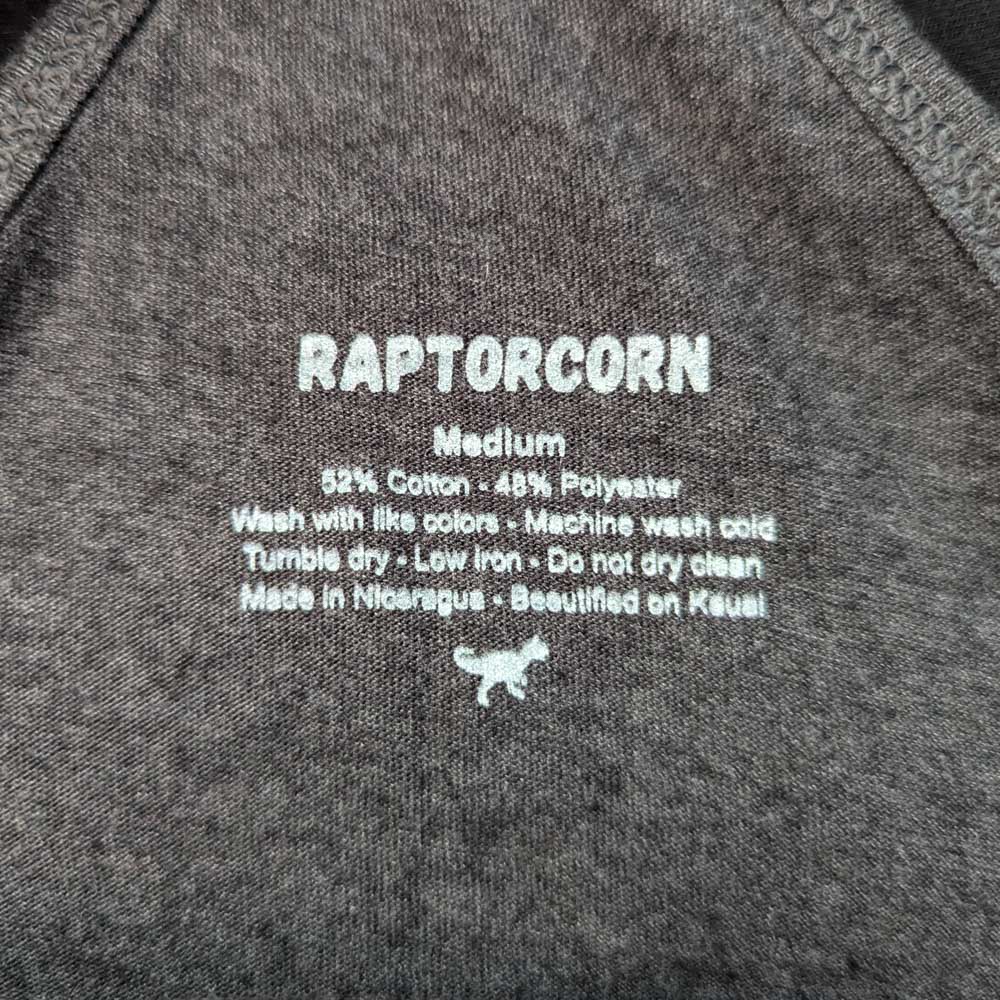 RAPTORCORN
Medium
52% Cotton • 48% Polyester
Wash with like colors • Machine wash cold
Tumble dry • Low iron • Do not dry clean
Made in Nicaragua • Beautified on Kauai